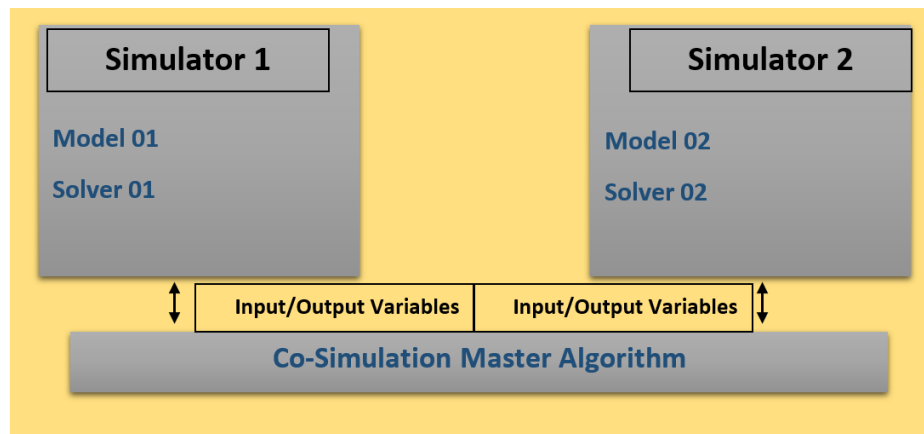 Simulator 1
Model 01
Solver 01
Simulator 2
Model 02
Solver 02
Input/Output Variables
Input/Output Variables
Co-Simulation Master Algorithm